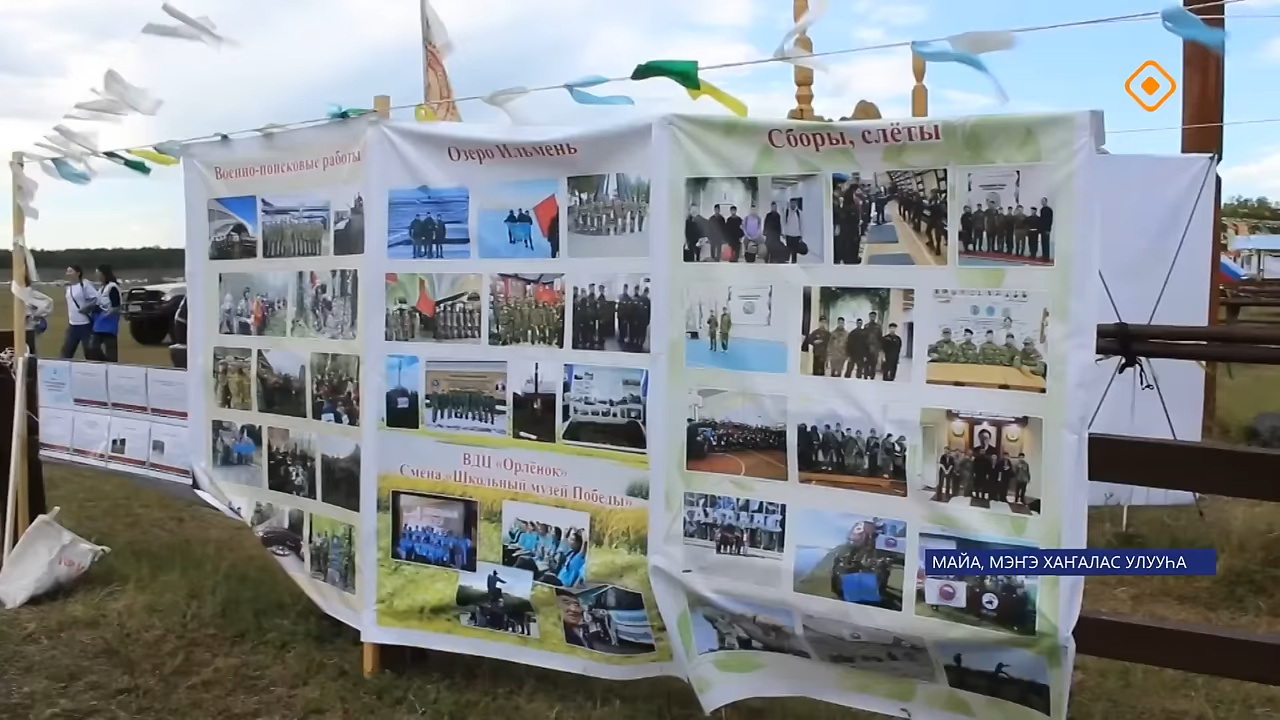 Военно-поисковые работы
Озеро Ильмень
Сборы, слёты
ВДЦ «Орлёнок»
Смена «Школьный музей Победы»
МАЙА, МЭҤЭ ХАҤАЛАС УЛУУҺА